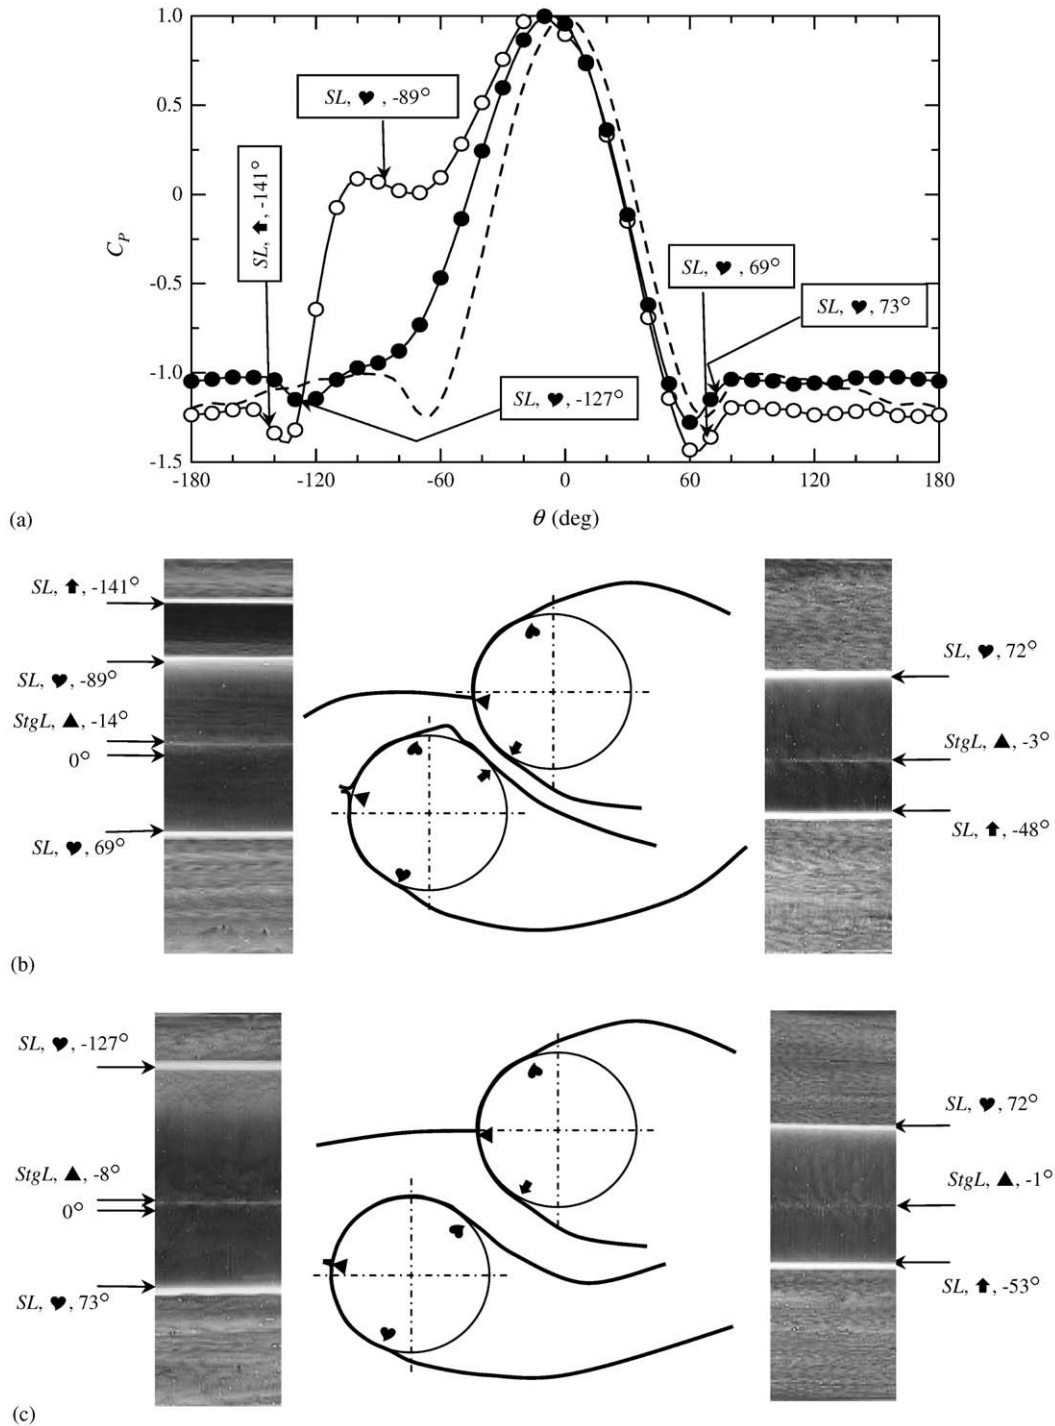 1.0
0.5
0
-0.5
-1.0
-1.5
C_P
SL, ♥, -89°
SL, ⬆, -141°
SL, ♥, 69°
SL, ♥, 73°
SL, ♥, -127°
-180 -120 -60 0 60 120 180
θ (deg)
(a)
SL, ⬆, -141°
SL, ♥, -89°
StgL, ▲, -14°
0°
SL, ♥, 69°
SL, ♥, 72°
StgL, ▲, -3°
SL, ⬆, -48°
(b)
SL, ♥, -127°
StgL, ▲, -8°
0°
SL, ♥, 73°
SL, ♥, 72°
StgL, ▲, -1°
SL, ⬆, -53°
(c)